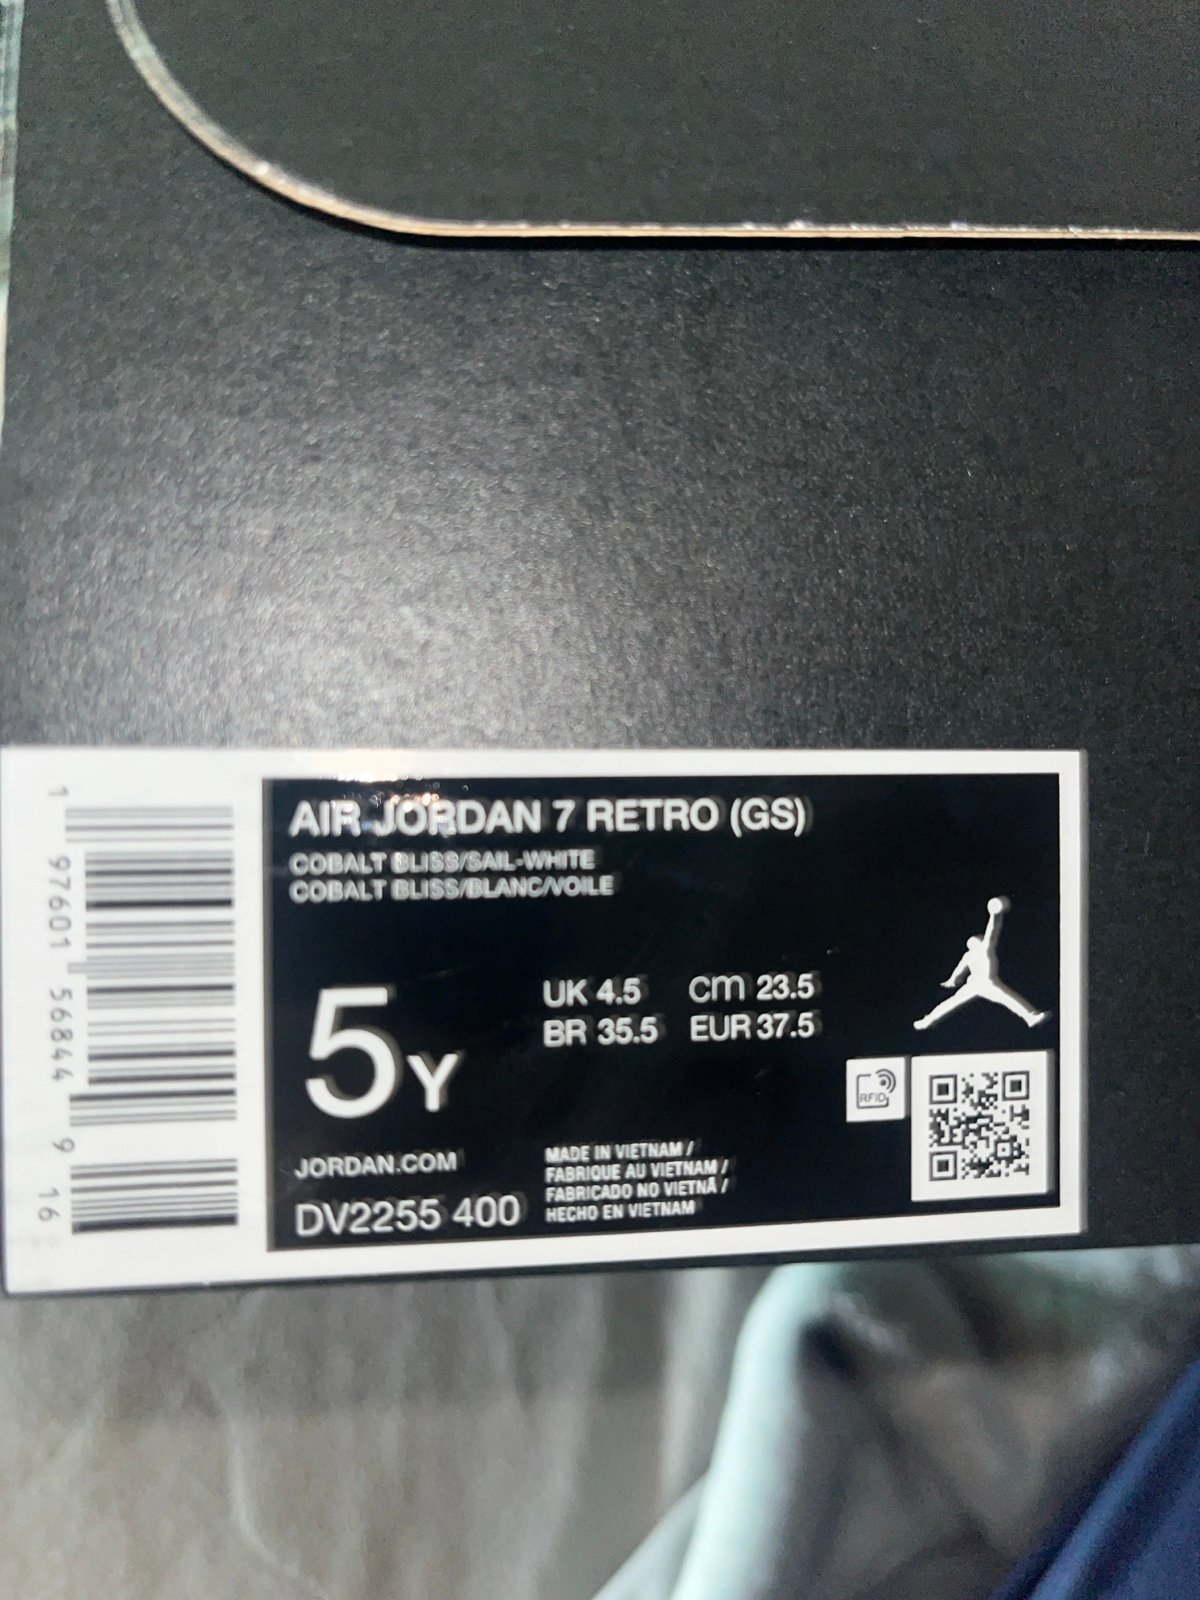 AIR JORDAN 7 RETRO (GS)
COBALT BLISS/SAIL-WHITE
COBALT BLISS/BLANC/VOILE
5Y
UK 4.5 cm 23.5
BR 35.5 EUR 37.5
RFID
JORDAN.COM
DV2255 400
MADE IN VIETNAM /
FABRIQUE AU VIETNAM /
FABRICADO NO VIETNÃ /
HECHO EN VIETNAM
1 97601 56844 9 16